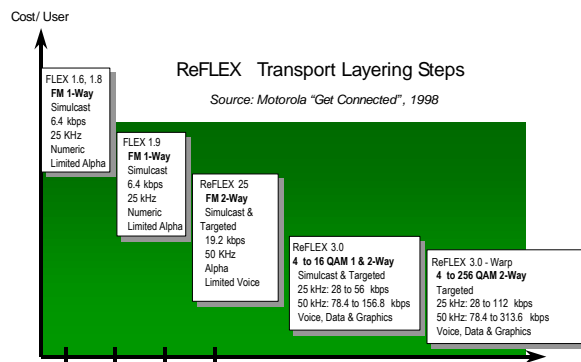 Cost/ User
ReFLEX Transport Layering Steps
Source: Motorola "Get Connected", 1998
FLEX 1.6, 1.8
FM 1-Way
Simulcast
6.4 kbps
25 KHz
Numeric
Limited Alpha
FLEX 1.9
FM 1-Way
Simulcast
6.4 kbps
25 kHz
Numeric
Limited Alpha
ReFLEX 25
FM 2-Way
Simulcast &
Targeted
19.2 kbps
50 KHz
Alpha
Limited Voice
ReFLEX 3.0
4 to 16 QAM 1 & 2-Way
Simulcast & Targeted
25 kHz: 28 to 56 kbps
50 kHz: 78.4 to 156.8 kbps
Voice, Data & Graphics
ReFLEX 3.0 - Warp
4 to 256 QAM 2-Way
Targeted
25 kHz: 28 to 112 kbps
50 kHz: 78.4 to 313.6 kbps
Voice, Data & Graphics